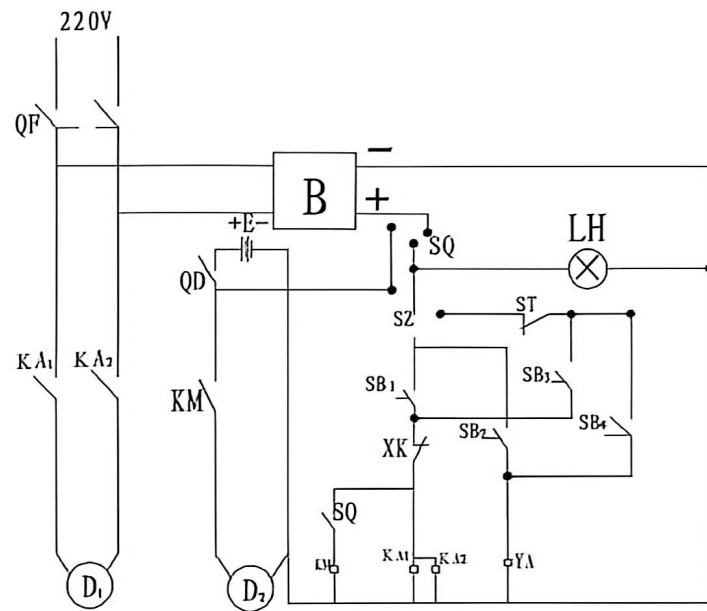 220V
QF
B
−
+
+E−
SQ
LH
QD
SZ
ST
KA₁
KA₂
KM
SB₁
SB₃
SB₂
SB₄
XK
SQ
KM
KA₂
YA
D₁
D₂